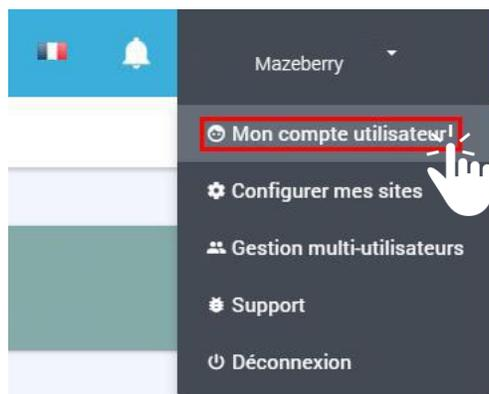 Mazeberry
Mon compte utilisateur
Configurer mes sites
Gestion multi-utilisateurs
Support
Déconnexion